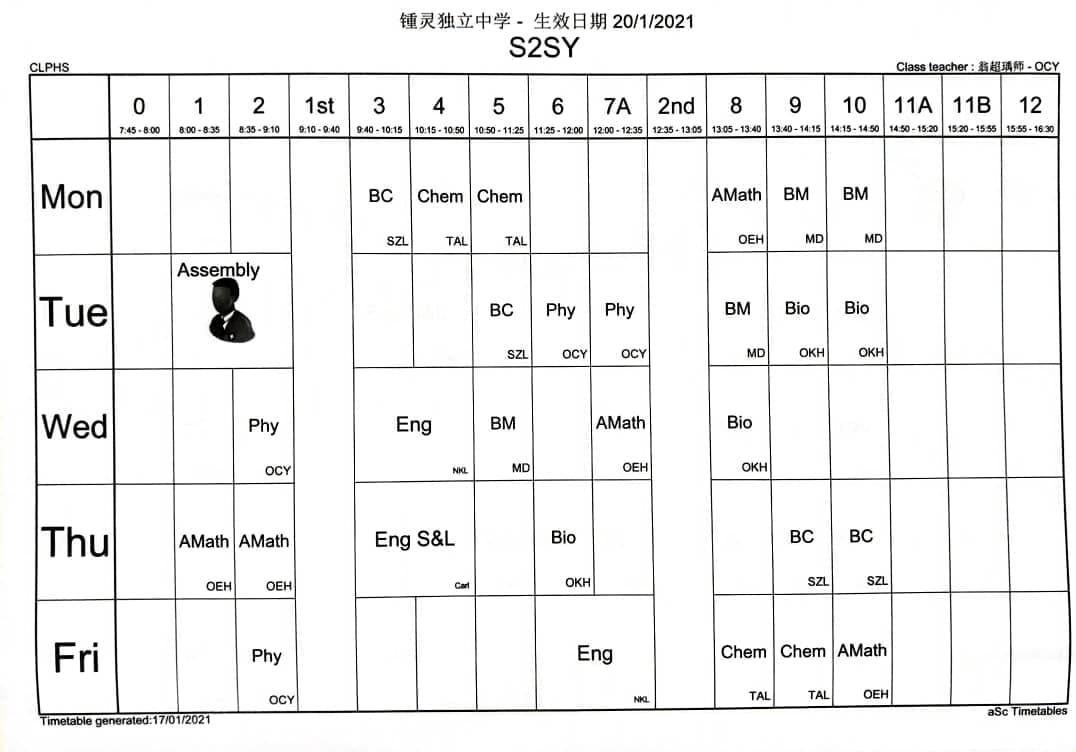 锺灵独立中学 - 生效日期 20/1/2021
S2SY
CLPHS
Class teacher : 翁超瑀师 - OCY
0 1 2 1st 3 4 5 6 7A 2nd 8 9 10 11A 11B 12
7:45 - 8:00 8:00 - 8:35 8:35 - 9:10 9:10 - 9:40 9:40 - 10:15 10:15 - 10:50 10:50 - 11:25 11:25 - 12:00 12:00 - 12:35 12:35 - 13:05 13:05 - 13:40 13:40 - 14:15 14:15 - 14:50 14:50 - 15:20 15:20 - 15:55 15:55 - 16:30
Mon BC Chem Chem AMath BM BM
SZL TAL TAL OEH MD MD
Assembly
Tue BC Phy Phy BM Bio Bio
SZL OCY OCY MD OKH OKH
Wed Phy Eng BM AMath Bio
OCY NKL MD OEH OKH
Thu AMath AMath Eng S&L Bio BC BC
OEH OEH Carl OKH SZL SZL
Fri Phy Eng Chem Chem AMath
OCY NKL TAL TAL OEH
Timetable generated:17/01/2021
aSc Timetables